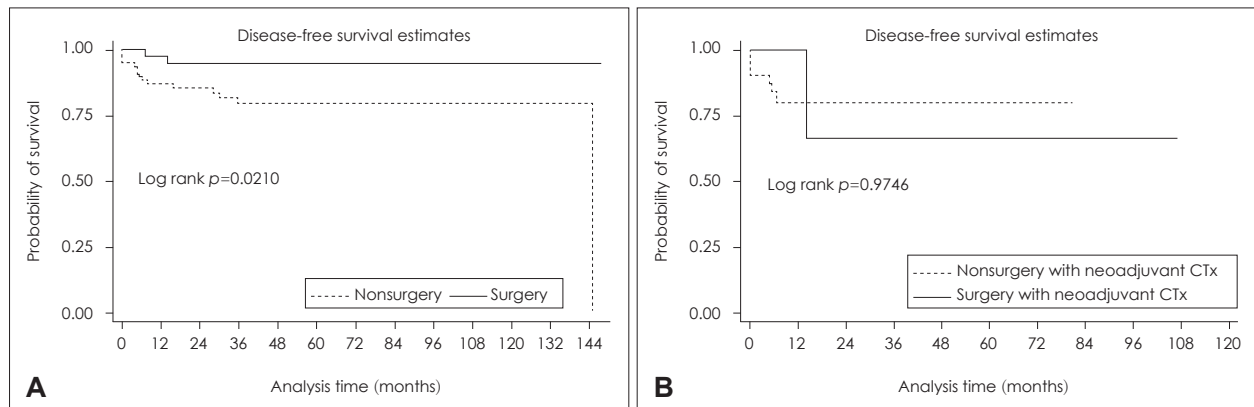 Disease-free survival estimates
1.00
0.75
0.50
0.25
0.00
Probability of survival
Log rank p=0.0210
Nonsurgery Surgery
0 12 24 36 48 60 72 84 96 108 120 132 144
Analysis time (months)
A
Disease-free survival estimates
1.00
0.75
0.50
0.25
0.00
Probability of survival
Log rank p=0.9746
Nonsurgery with neoadjuvant CTx
Surgery with neoadjuvant CTx
0 12 24 36 48 60 72 84 96 108 120
Analysis time (months)
B